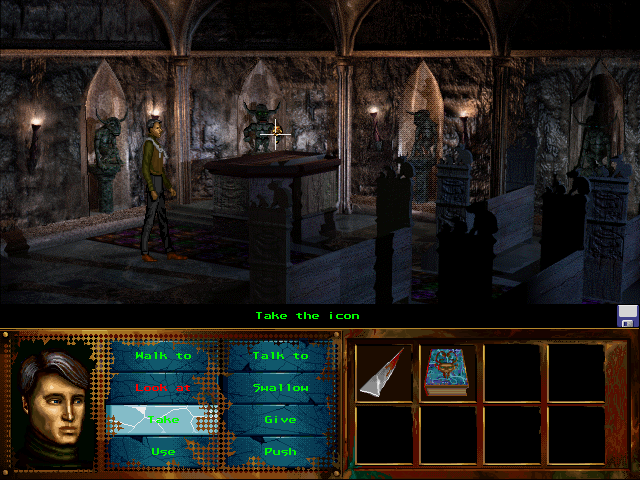 Take the icon
Walk to
Talk to
Look at
Swallow
Take
Give
Use
Push